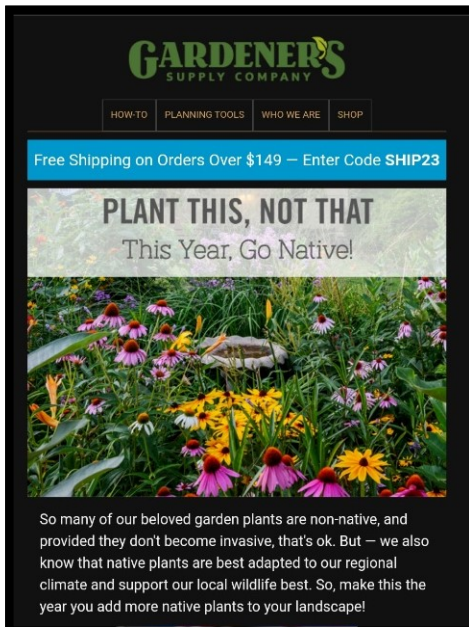 GARDENER'S
SUPPLY COMPANY
HOW-TO PLANNING TOOLS WHO WE ARE SHOP
Free Shipping on Orders Over $149 — Enter Code SHIP23
PLANT THIS, NOT THAT
This Year, Go Native!
So many of our beloved garden plants are non-native, and
provided they don't become invasive, that's ok. But — we also
know that native plants are best adapted to our regional
climate and support our local wildlife best. So, make this the
year you add more native plants to your landscape!